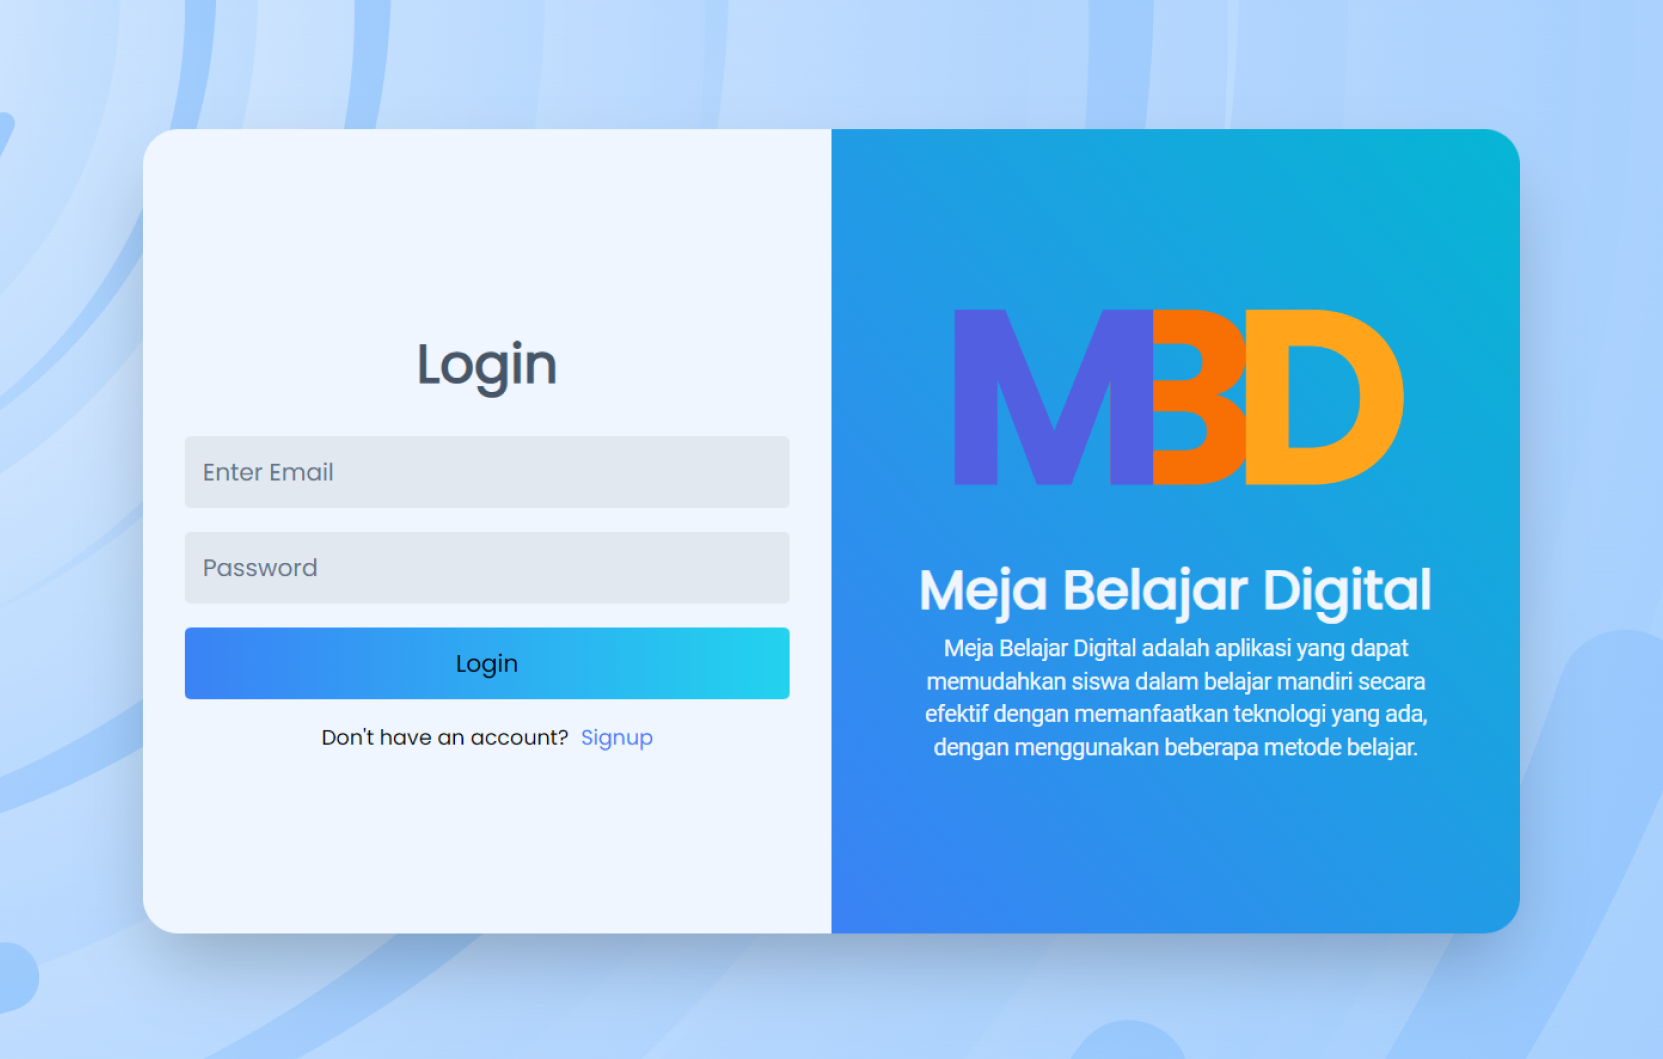 Login
Enter Email
Password
Login
Don't have an account? Signup
MBD
Meja Belajar Digital
Meja Belajar Digital adalah aplikasi yang dapat
memudahkan siswa dalam belajar mandiri secara
efektif dengan memanfaatkan teknologi yang ada,
dengan menggunakan beberapa metode belajar.